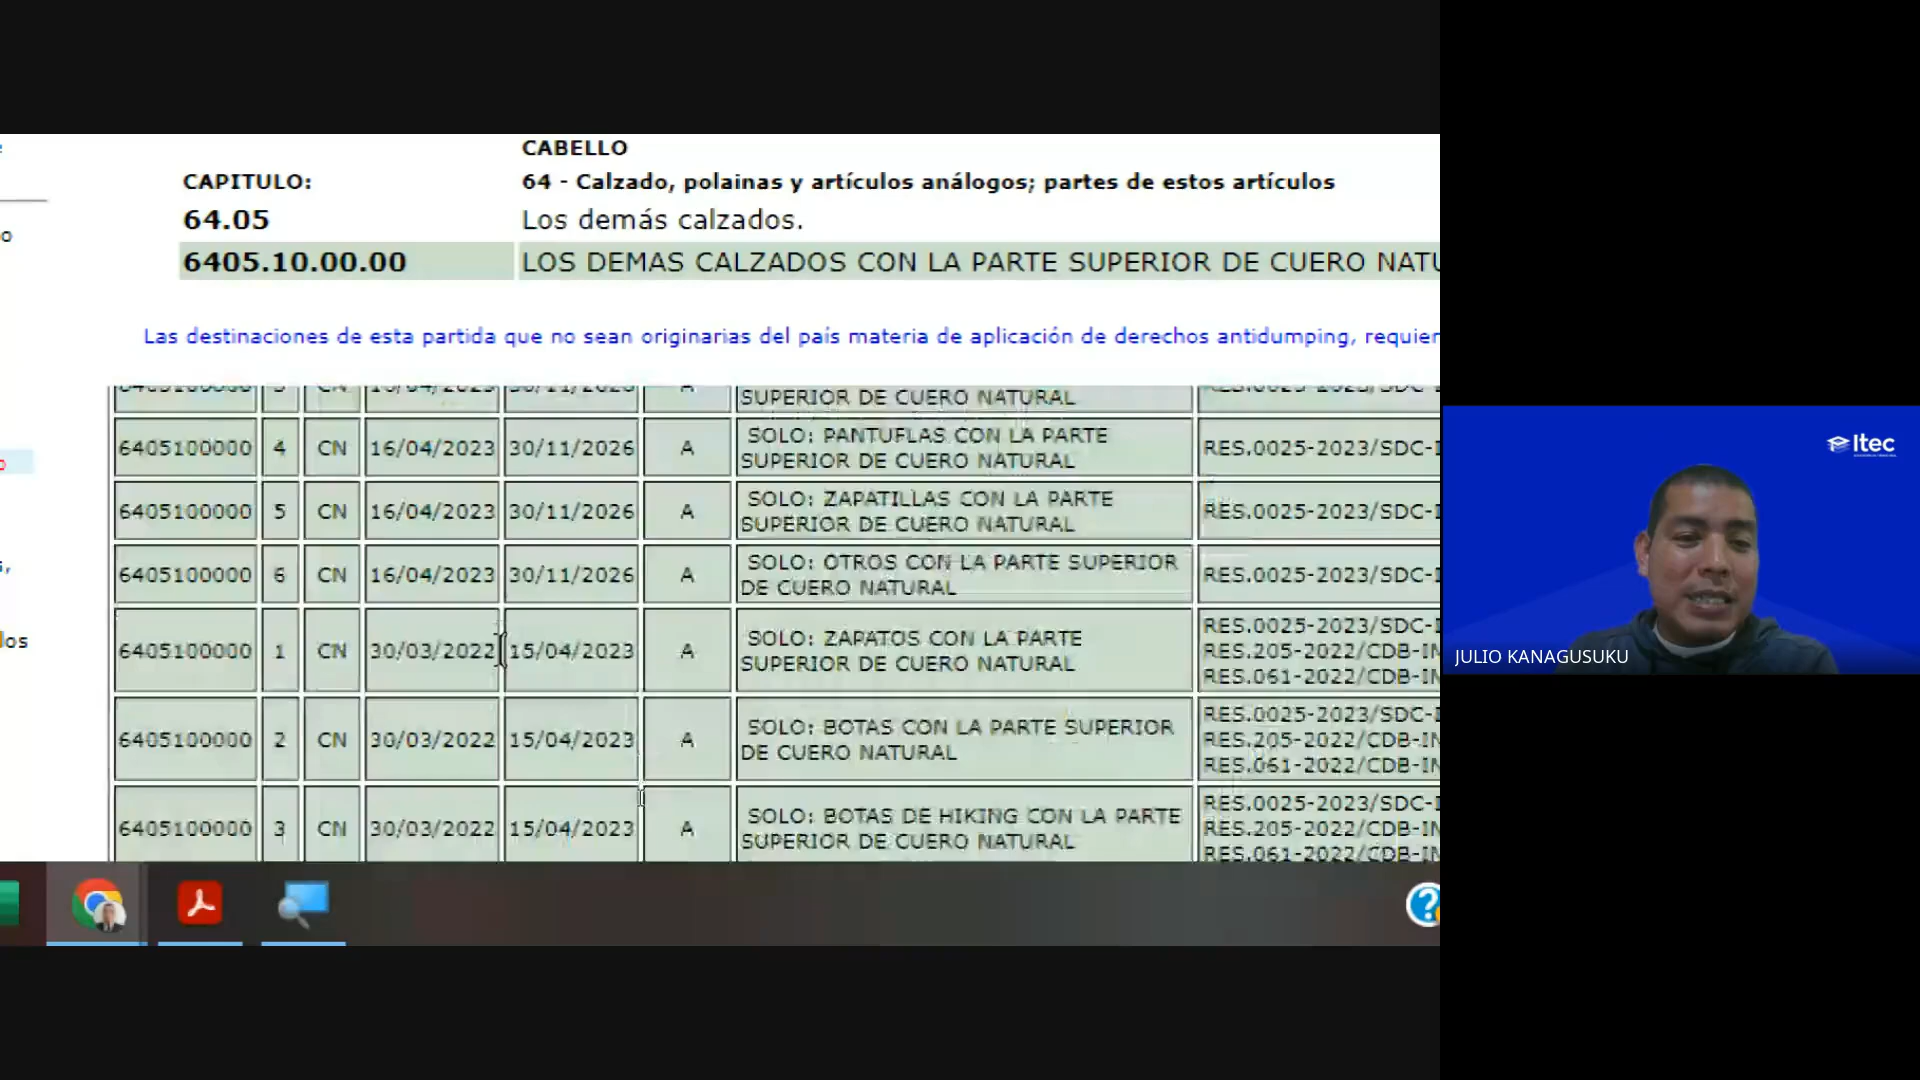 CABELLO
CAPITULO: 64 - Calzado, polainas y artículos análogos; partes de estos artículos
64.05 Los demás calzados.
6405.10.00.00 LOS DEMAS CALZADOS CON LA PARTE SUPERIOR DE CUERO NATU
Las destinaciones de esta partida que no sean originarias del país materia de aplicación de derechos antidumping, requier
SUPERIOR DE CUERO NATURAL
6405100000 4 CN 16/04/2023 30/11/2026 A SOLO: PANTUFLAS CON LA PARTE SUPERIOR DE CUERO NATURAL RES.0025-2023/SDC-I
6405100000 5 CN 16/04/2023 30/11/2026 A SOLO: ZAPATILLAS CON LA PARTE SUPERIOR DE CUERO NATURAL RES.0025-2023/SDC-I
6405100000 6 CN 16/04/2023 30/11/2026 A SOLO: OTROS CON LA PARTE SUPERIOR DE CUERO NATURAL RES.0025-2023/SDC-I
6405100000 1 CN 30/03/2022 15/04/2023 A SOLO: ZAPATOS CON LA PARTE SUPERIOR DE CUERO NATURAL RES.0025-2023/SDC-I
RES.205-2022/CDB-IN
RES.061-2022/CDB-IN
6405100000 2 CN 30/03/2022 15/04/2023 A SOLO: BOTAS CON LA PARTE SUPERIOR DE CUERO NATURAL RES.0025-2023/SDC-I
RES.205-2022/CDB-IN
RES.061-2022/CDB-IN
6405100000 3 CN 30/03/2022 15/04/2023 A SOLO: BOTAS DE HIKING CON LA PARTE SUPERIOR DE CUERO NATURAL RES.0025-2023/SDC-I
RES.205-2022/CDB-IN
RES.061-2022/CDB-IN
Itec
JULIO KANAGUSUKU